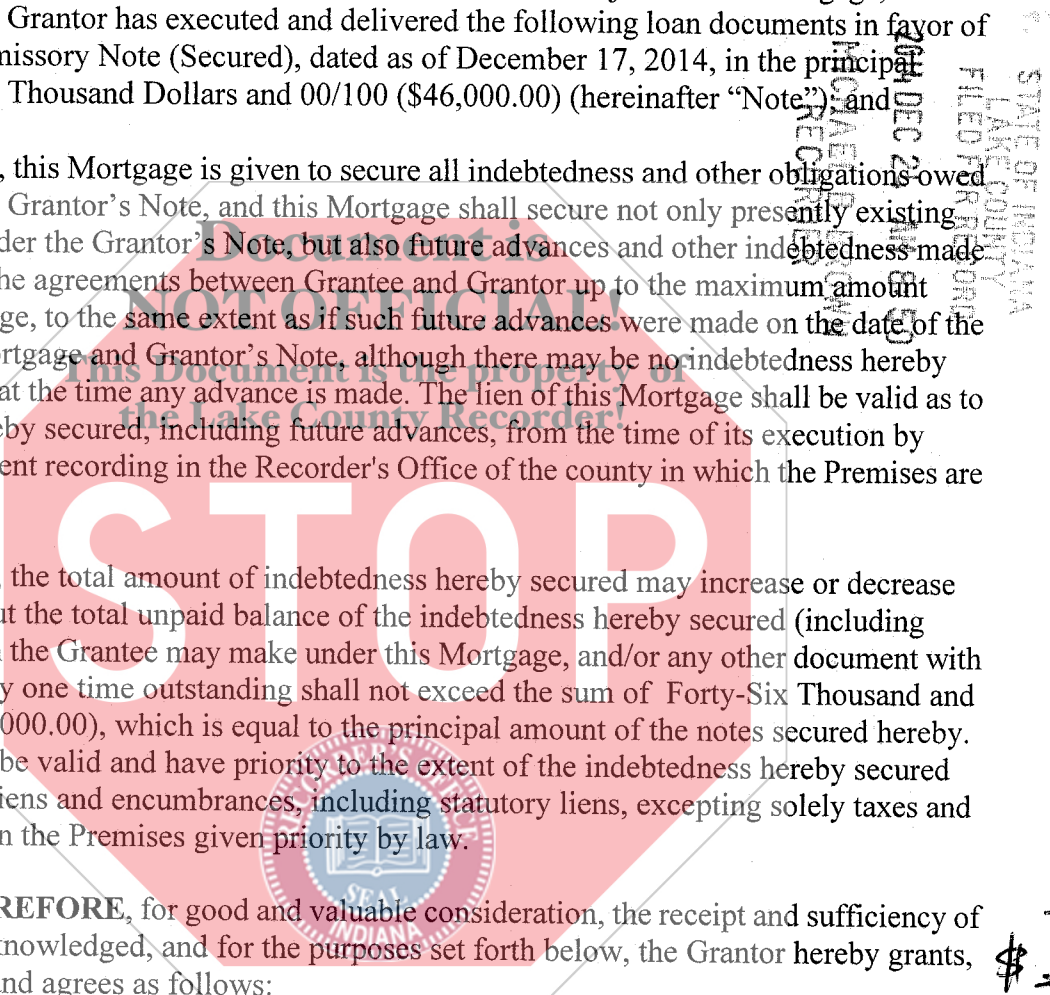 Grantor has executed and delivered the following loan documents in favor of
nissory Note (Secured), dated as of December 17, 2014, in the principal
Thousand Dollars and 00/100 ($46,000.00) (hereinafter “Note”); and
, this Mortgage is given to secure all indebtedness and other obligations owed
Grantor’s Note, and this Mortgage shall secure not only presently existing
der the Grantor’s Note, but also future advances and other indebtedness made
he agreements between Grantee and Grantor up to the maximum amount
ge, to the same extent as if such future advances were made on the date of the
rtgage and Grantor’s Note, although there may be no indebtedness hereby
at the time any advance is made. The lien of this Mortgage shall be valid as to
eby secured, including future advances, from the time of its execution by
ent recording in the Recorder's Office of the county in which the Premises are
the total amount of indebtedness hereby secured may increase or decrease
ut the total unpaid balance of the indebtedness hereby secured (including
the Grantee may make under this Mortgage, and/or any other document with
y one time outstanding shall not exceed the sum of Forty-Six Thousand and
000.00), which is equal to the principal amount of the notes secured hereby.
be valid and have priority to the extent of the indebtedness hereby secured
iens and encumbrances, including statutory liens, excepting solely taxes and
n the Premises given priority by law.
REFORE, for good and valuable consideration, the receipt and sufficiency of
knowledged, and for the purposes set forth below, the Grantor hereby grants,
and agrees as follows:
Document is
NOT OFFICIAL!
This Document is the property of
the Lake County Recorder!
STOP
RECORDER'S OFFICE
SEAL
INDIANA
STATE OF INDIANA
LAKE COUNTY
FILED FOR RECORD
2014 DEC
MICHAEL B. BROWN
RECORDER
$